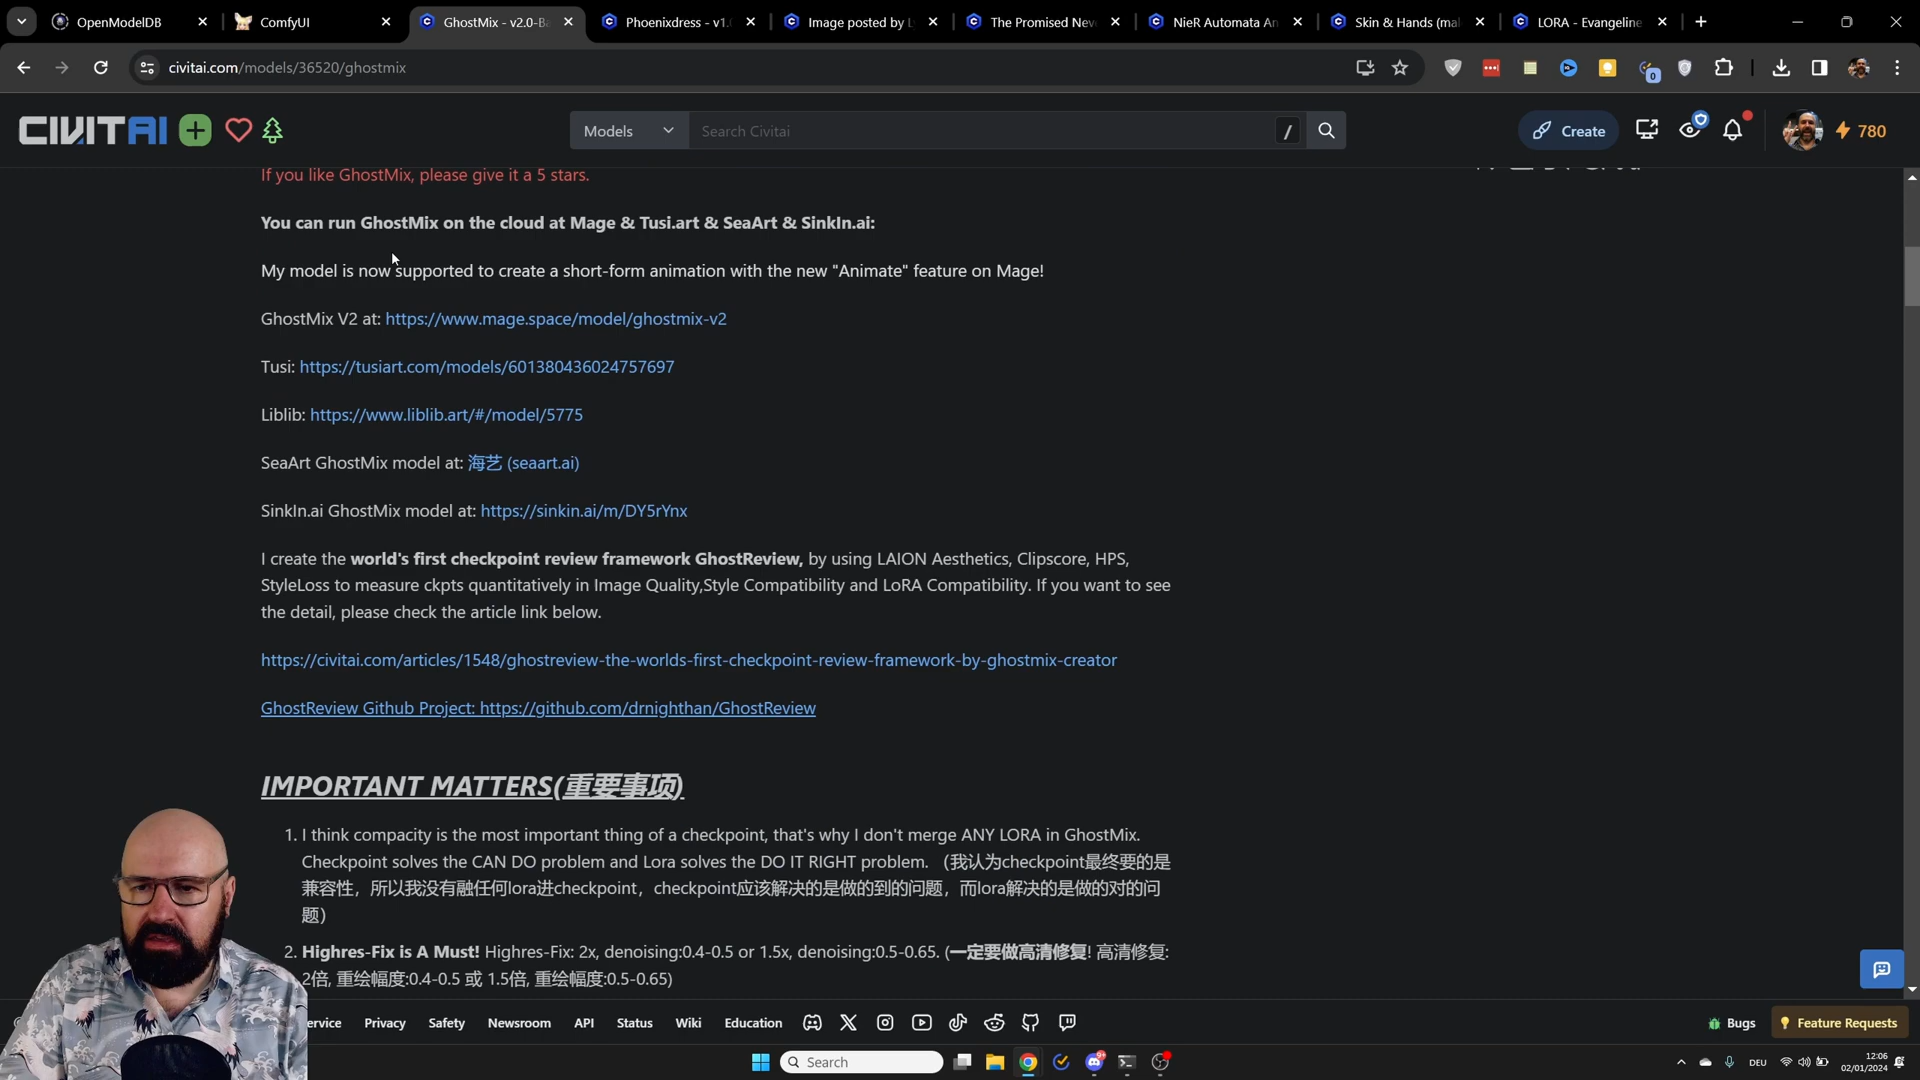 OpenModelDB
ComfyUI
GhostMix - v2.0-Ba
Phoenixdress - v1.
Image posted by
The Promised Nev
NieR Automata An
Skin & Hands (mal
LORA - Evangeline
civitai.com/models/36520/ghostmix
0
CIVITAI
Models
Search Civitai
/
Create
780
If you like GhostMix, please give it a 5 stars.
You can run GhostMix on the cloud at Mage & Tusi.art & SeaArt & SinkIn.ai:
My model is now supported to create a short-form animation with the new "Animate" feature on Mage!
GhostMix V2 at: https://www.mage.space/model/ghostmix-v2
Tusi: https://tusiart.com/models/601380436024757697
Liblib: https://www.liblib.art/#/model/5775
SeaArt GhostMix model at: 海艺 (seaart.ai)
SinkIn.ai GhostMix model at: https://sinkin.ai/m/DY5rYnx
I create the world's first checkpoint review framework GhostReview, by using LAION Aesthetics, Clipscore, HPS,
StyleLoss to measure ckpts quantitatively in Image Quality,Style Compatibility and LoRA Compatibility. If you want to see
the detail, please check the article link below.
https://civitai.com/articles/1548/ghostreview-the-worlds-first-checkpoint-review-framework-by-ghostmix-creator
GhostReview Github Project: https://github.com/drnighthan/GhostReview
IMPORTANT MATTERS(重要事项)
1. I think compacity is the most important thing of a checkpoint, that's why I don't merge ANY LORA in GhostMix.
Checkpoint solves the CAN DO problem and Lora solves the DO IT RIGHT problem. （我认为checkpoint最终要的是
兼容性，所以我没有融任何lora进checkpoint，checkpoint应该解决的是做的到的问题，而lora解决的是做的对的问
题）
2. Highres-Fix is A Must! Highres-Fix: 2x, denoising:0.4-0.5 or 1.5x, denoising:0.5-0.65. (一定要做高清修复! 高清修复:
2倍, 重绘幅度:0.4-0.5 或 1.5倍, 重绘幅度:0.5-0.65)
ervice
Privacy
Safety
Newsroom
API
Status
Wiki
Education
Bugs
Feature Requests
Search
DEU
12:06
02/01/2024